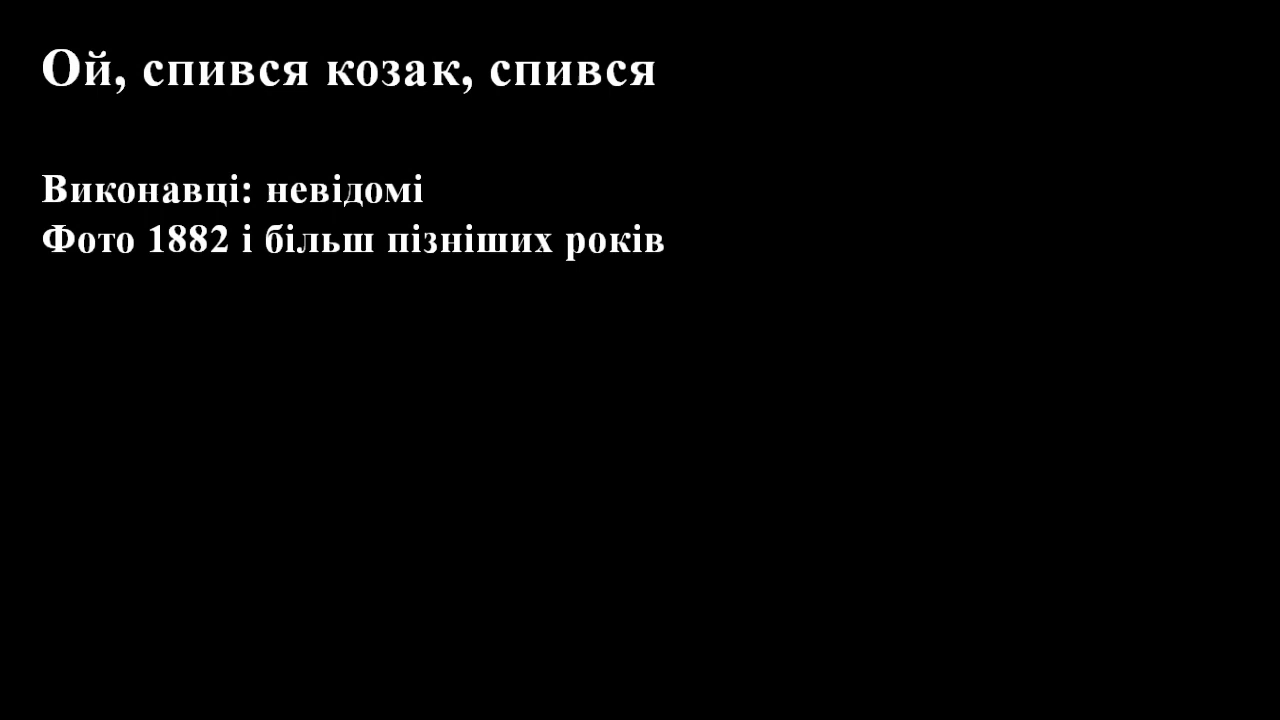 Ой, спився козак, спився
Виконавці: невідомі
Фото 1882 і більш пізніших років